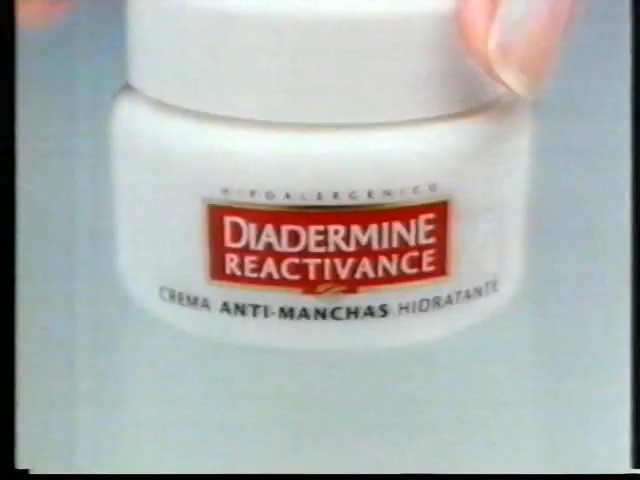 HIPOALERGENICO
DIADERMINE
REACTIVANCE
CREMA ANTI-MANCHAS HIDRATANTE